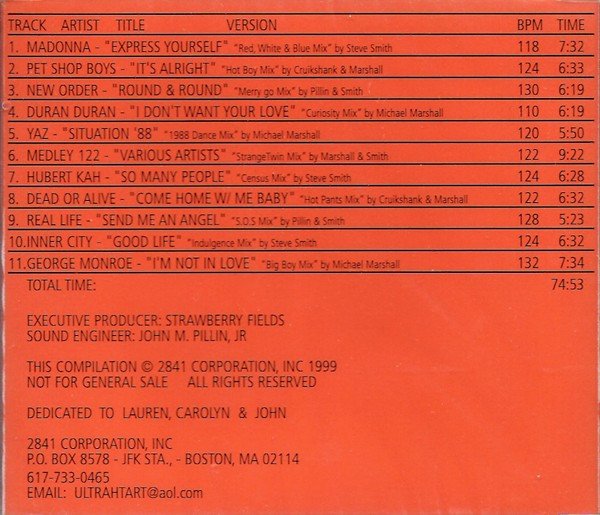 TRACK ARTIST TITLE VERSION BPM TIME
1. MADONNA - "EXPRESS YOURSELF" "Red, White & Blue Mix" by Steve Smith 118 7:32
2. PET SHOP BOYS - "IT'S ALRIGHT" "Hot Boy Mix" by Cruikshank & Marshall 124 6:33
3. NEW ORDER - "ROUND & ROUND" "Merry go Mix" by Pillin & Smith 130 6:19
4. DURAN DURAN - "I DON'T WANT YOUR LOVE" "Curiosity Mix" by Michael Marshall 110 6:19
5. YAZ - "SITUATION '88" "1988 Dance Mix" by Michael Marshall 120 5:50
6. MEDLEY 122 - "VARIOUS ARTISTS" "StrangeTwin Mix" by Marshall & Smith 122 9:22
7. HUBERT KAH - "SO MANY PEOPLE" "Census Mix" by Steve Smith 124 6:28
8. DEAD OR ALIVE - "COME HOME W/ ME BABY" "Hot Pants Mix" by Cruikshank & Marshall 122 6:32
9. REAL LIFE - "SEND ME AN ANGEL" "S.O.S Mix" by Pillin & Smith 128 5:23
10.INNER CITY - "GOOD LIFE" "Indulgence Mix" by Steve Smith 124 6:32
11.GEORGE MONROE - "I'M NOT IN LOVE" "Big Boy Mix" by Michael Marshall 132 7:34
TOTAL TIME: 74:53
EXECUTIVE PRODUCER: STRAWBERRY FIELDS
SOUND ENGINEER: JOHN M. PILLIN, JR
THIS COMPILATION © 2841 CORPORATION, INC 1999
NOT FOR GENERAL SALE ALL RIGHTS RESERVED
DEDICATED TO LAUREN, CAROLYN & JOHN
2841 CORPORATION, INC
P.O. BOX 8578 - JFK STA., - BOSTON, MA 02114
617-733-0465
EMAIL: ULTRAHTART@aol.com